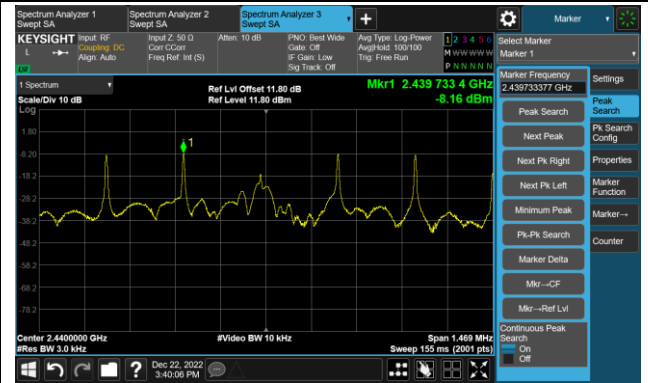 Spectrum Analyzer 1
Swept SA
Spectrum Analyzer 2
Swept SA
Spectrum Analyzer 3
Swept SA
Marker
KEYSIGHT
L
Input: RF
Coupling: DC
Align: Auto
Input Z: 50 Ω
Corr CCorr
Freq Ref: Int (S)
Atten: 10 dB
PNO: Best Wide
Gate: Off
IF Gain: Low
Sig Track: Off
Avg Type: Log-Power
Avg|Hold: 100/100
Trig: Free Run
1 2 3 4 5 6
M W W W W W
P N N N N N
Select Marker
Marker 1
1 Spectrum
Scale/Div 10 dB
Log
Ref Lvl Offset 11.80 dB
Ref Level 11.80 dBm
Mkr1 2.439 733 4 GHz
-8.16 dBm
1
1.80
-8.20
-18.2
-28.2
-38.2
-48.2
-58.2
-68.2
-78.2
Center 2.4400000 GHz
#Res BW 3.0 kHz
#Video BW 10 kHz
Span 1.469 MHz
Sweep 155 ms (2001 pts)
Marker Frequency
2.439733377 GHz
Peak Search
Next Peak
Next Pk Right
Next Pk Left
Minimum Peak
Pk-Pk Search
Marker Delta
Mkr→CF
Mkr→Ref Lvl
Continuous Peak
Search
On
Off
Settings
Peak
Search
Pk Search
Config
Properties
Marker
Function
Marker→
Counter
?
Dec 22, 2022
3:40:06 PM